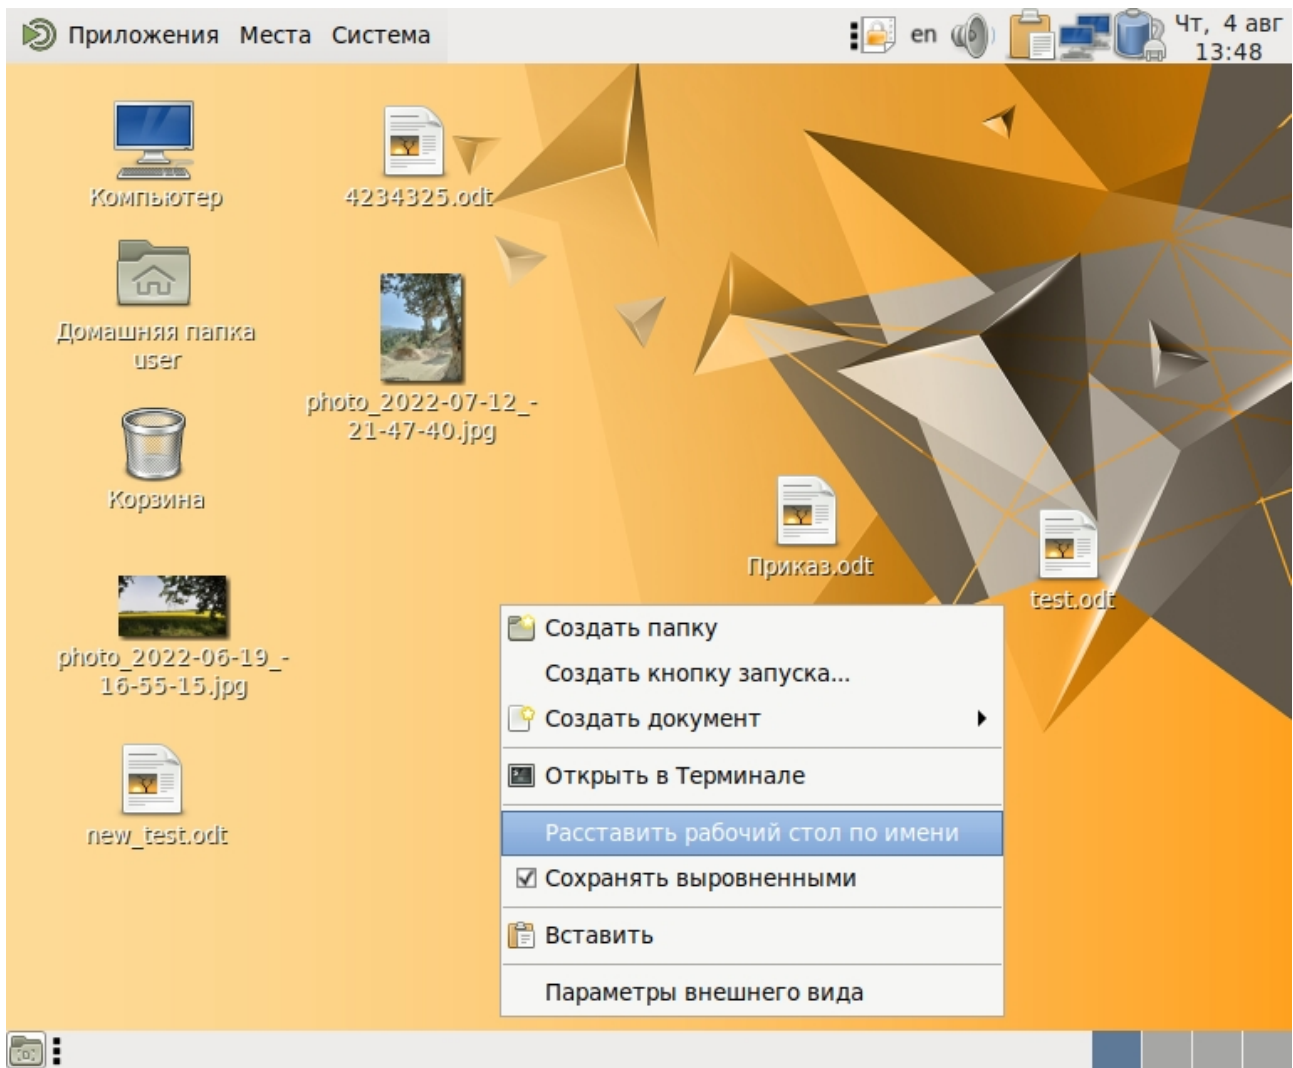 Приложения Места Система
en
Чт, 4 авг
13:48
Компьютер
4234325.odt
Домашняя папка
user
photo_2022-07-12_-
21-47-40.jpg
Корзина
Приказ.odt
test.odt
photo_2022-06-19_-
16-55-15.jpg
new_test.odt
Создать папку
Создать кнопку запуска...
Создать документ
Открыть в Терминале
Расставить рабочий стол по имени
Сохранять выровненными
Вставить
Параметры внешнего вида